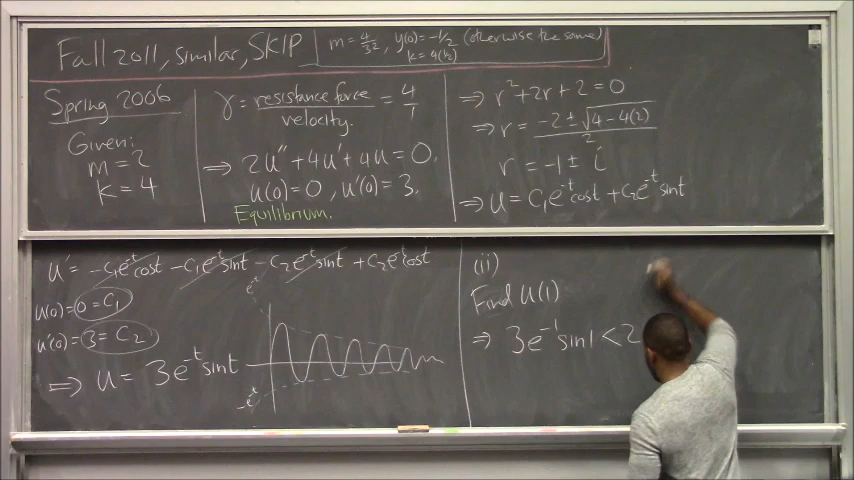 Fall 2011, similar, SKIP
m = 4/32, y(0) = -1/2 (otherwise the same)
k = 4(1/2)
Spring 2006
Given:
m = 2
k = 4
γ = resistance force / velocity. = 4/1
⇒ 2u'' + 4u' + 4u = 0.
u(0) = 0, u'(0) = 3.
Equilibrium.
⇒ r² + 2r + 2 = 0
⇒ r = (-2 ± √(4 - 4(2))) / 2
r = -1 ± i
⇒ u = C₁e^-t cost + C₂e^-t sint
u' = -C₁e^-t cost - C₁e^-t sint - C₂e^-t sint + C₂e^-t cost
u(0) = 0 = C₁
u'(0) = 3 = C₂
⇒ u = 3e^-t sint
e^-t
-e^-t
(ii)
Find u(1)
⇒ 3e^-1 sin1 < 2